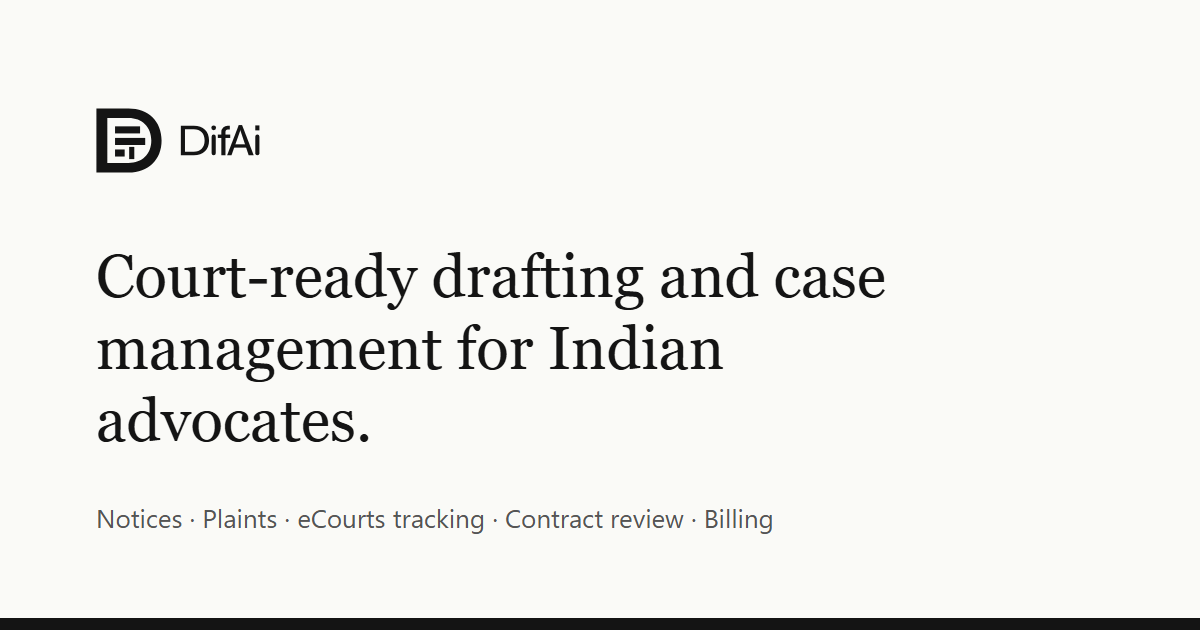 DifAi
Court-ready drafting and case
management for Indian
advocates.
Notices · Plaints · eCourts tracking · Contract review · Billing